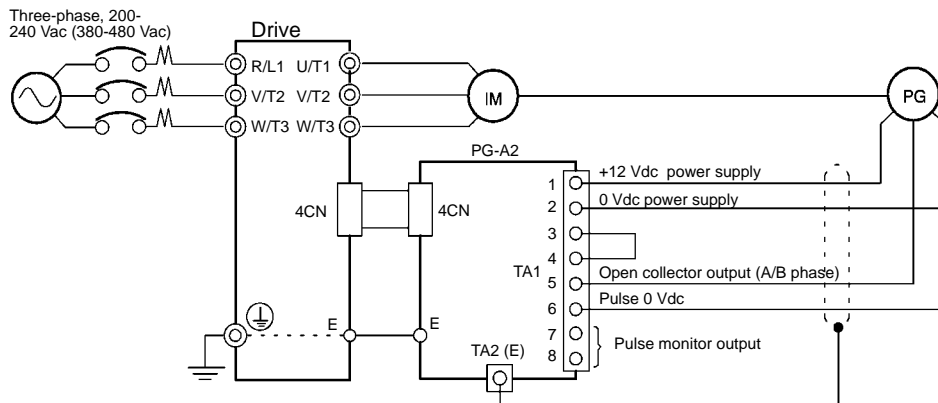 Three-phase, 200-
240 Vac (380-480 Vac)
Drive
R/L1 U/T1
V/T2 V/T2
W/T3 W/T3
IM
PG
PG-A2
4CN
4CN
1
2
3
4
5
6
7
8
TA1
+12 Vdc power supply
0 Vdc power supply
Open collector output (A/B phase)
Pulse 0 Vdc
Pulse monitor output
E
E
TA2 (E)